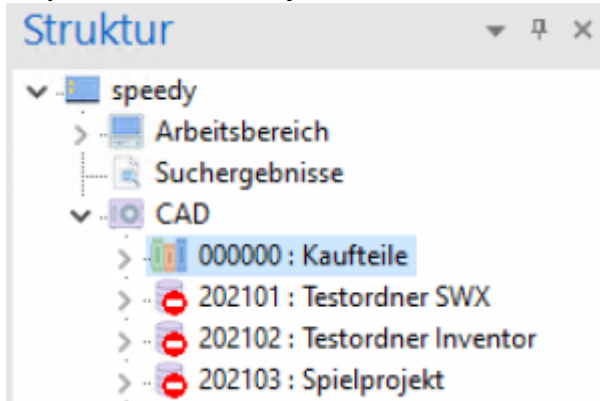 Struktur
speedy
Arbeitsbereich
Suchergebnisse
CAD
000000 : Kaufteile
202101 : Testordner SWX
202102 : Testordner Inventor
202103 : Spielprojekt